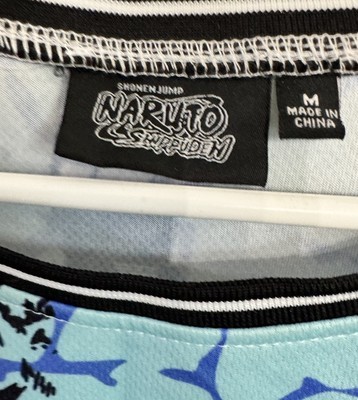 SHONEN JUMP
NARUTO
SHIPPUDEN
M
MADE IN
CHINA